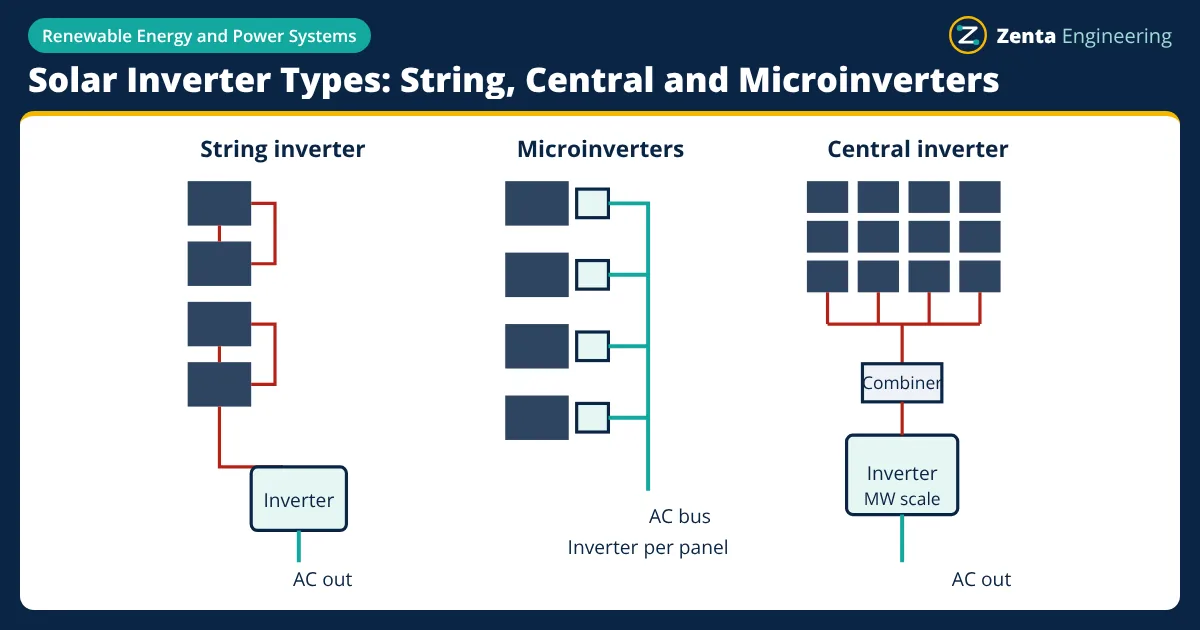 Renewable Energy and Power Systems
Zenta Engineering
Solar Inverter Types: String, Central and Microinverters
String inverter
Microinverters
Central inverter
Combiner
Inverter
Inverter
MW scale
AC bus
Inverter per panel
AC out
AC out